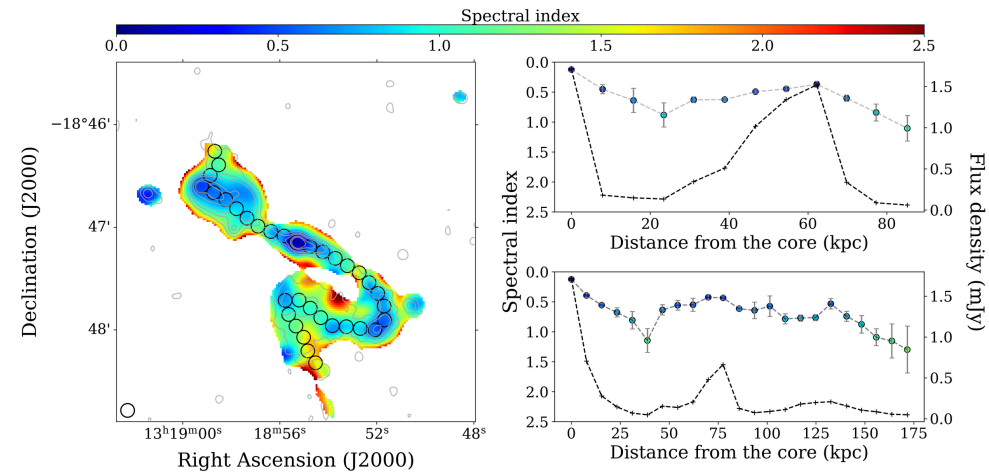 Spectral index
0.0 0.5 1.0 1.5 2.0 2.5
Declination (J2000)
−18°46'
47'
48'
13ʰ19ᵐ00ˢ 18ᵐ56ˢ 52ˢ 48ˢ
Right Ascension (J2000)
Spectral index
Flux density (mJy)
0.0
0.5
1.0
1.5
2.0
2.5
1.5
1.0
0.5
0.0
0 20 40 60 80
Distance from the core (kpc)
0.0
0.5
1.0
1.5
2.0
2.5
1.5
1.0
0.5
0.0
0 25 50 75 100 125 150 175
Distance from the core (kpc)